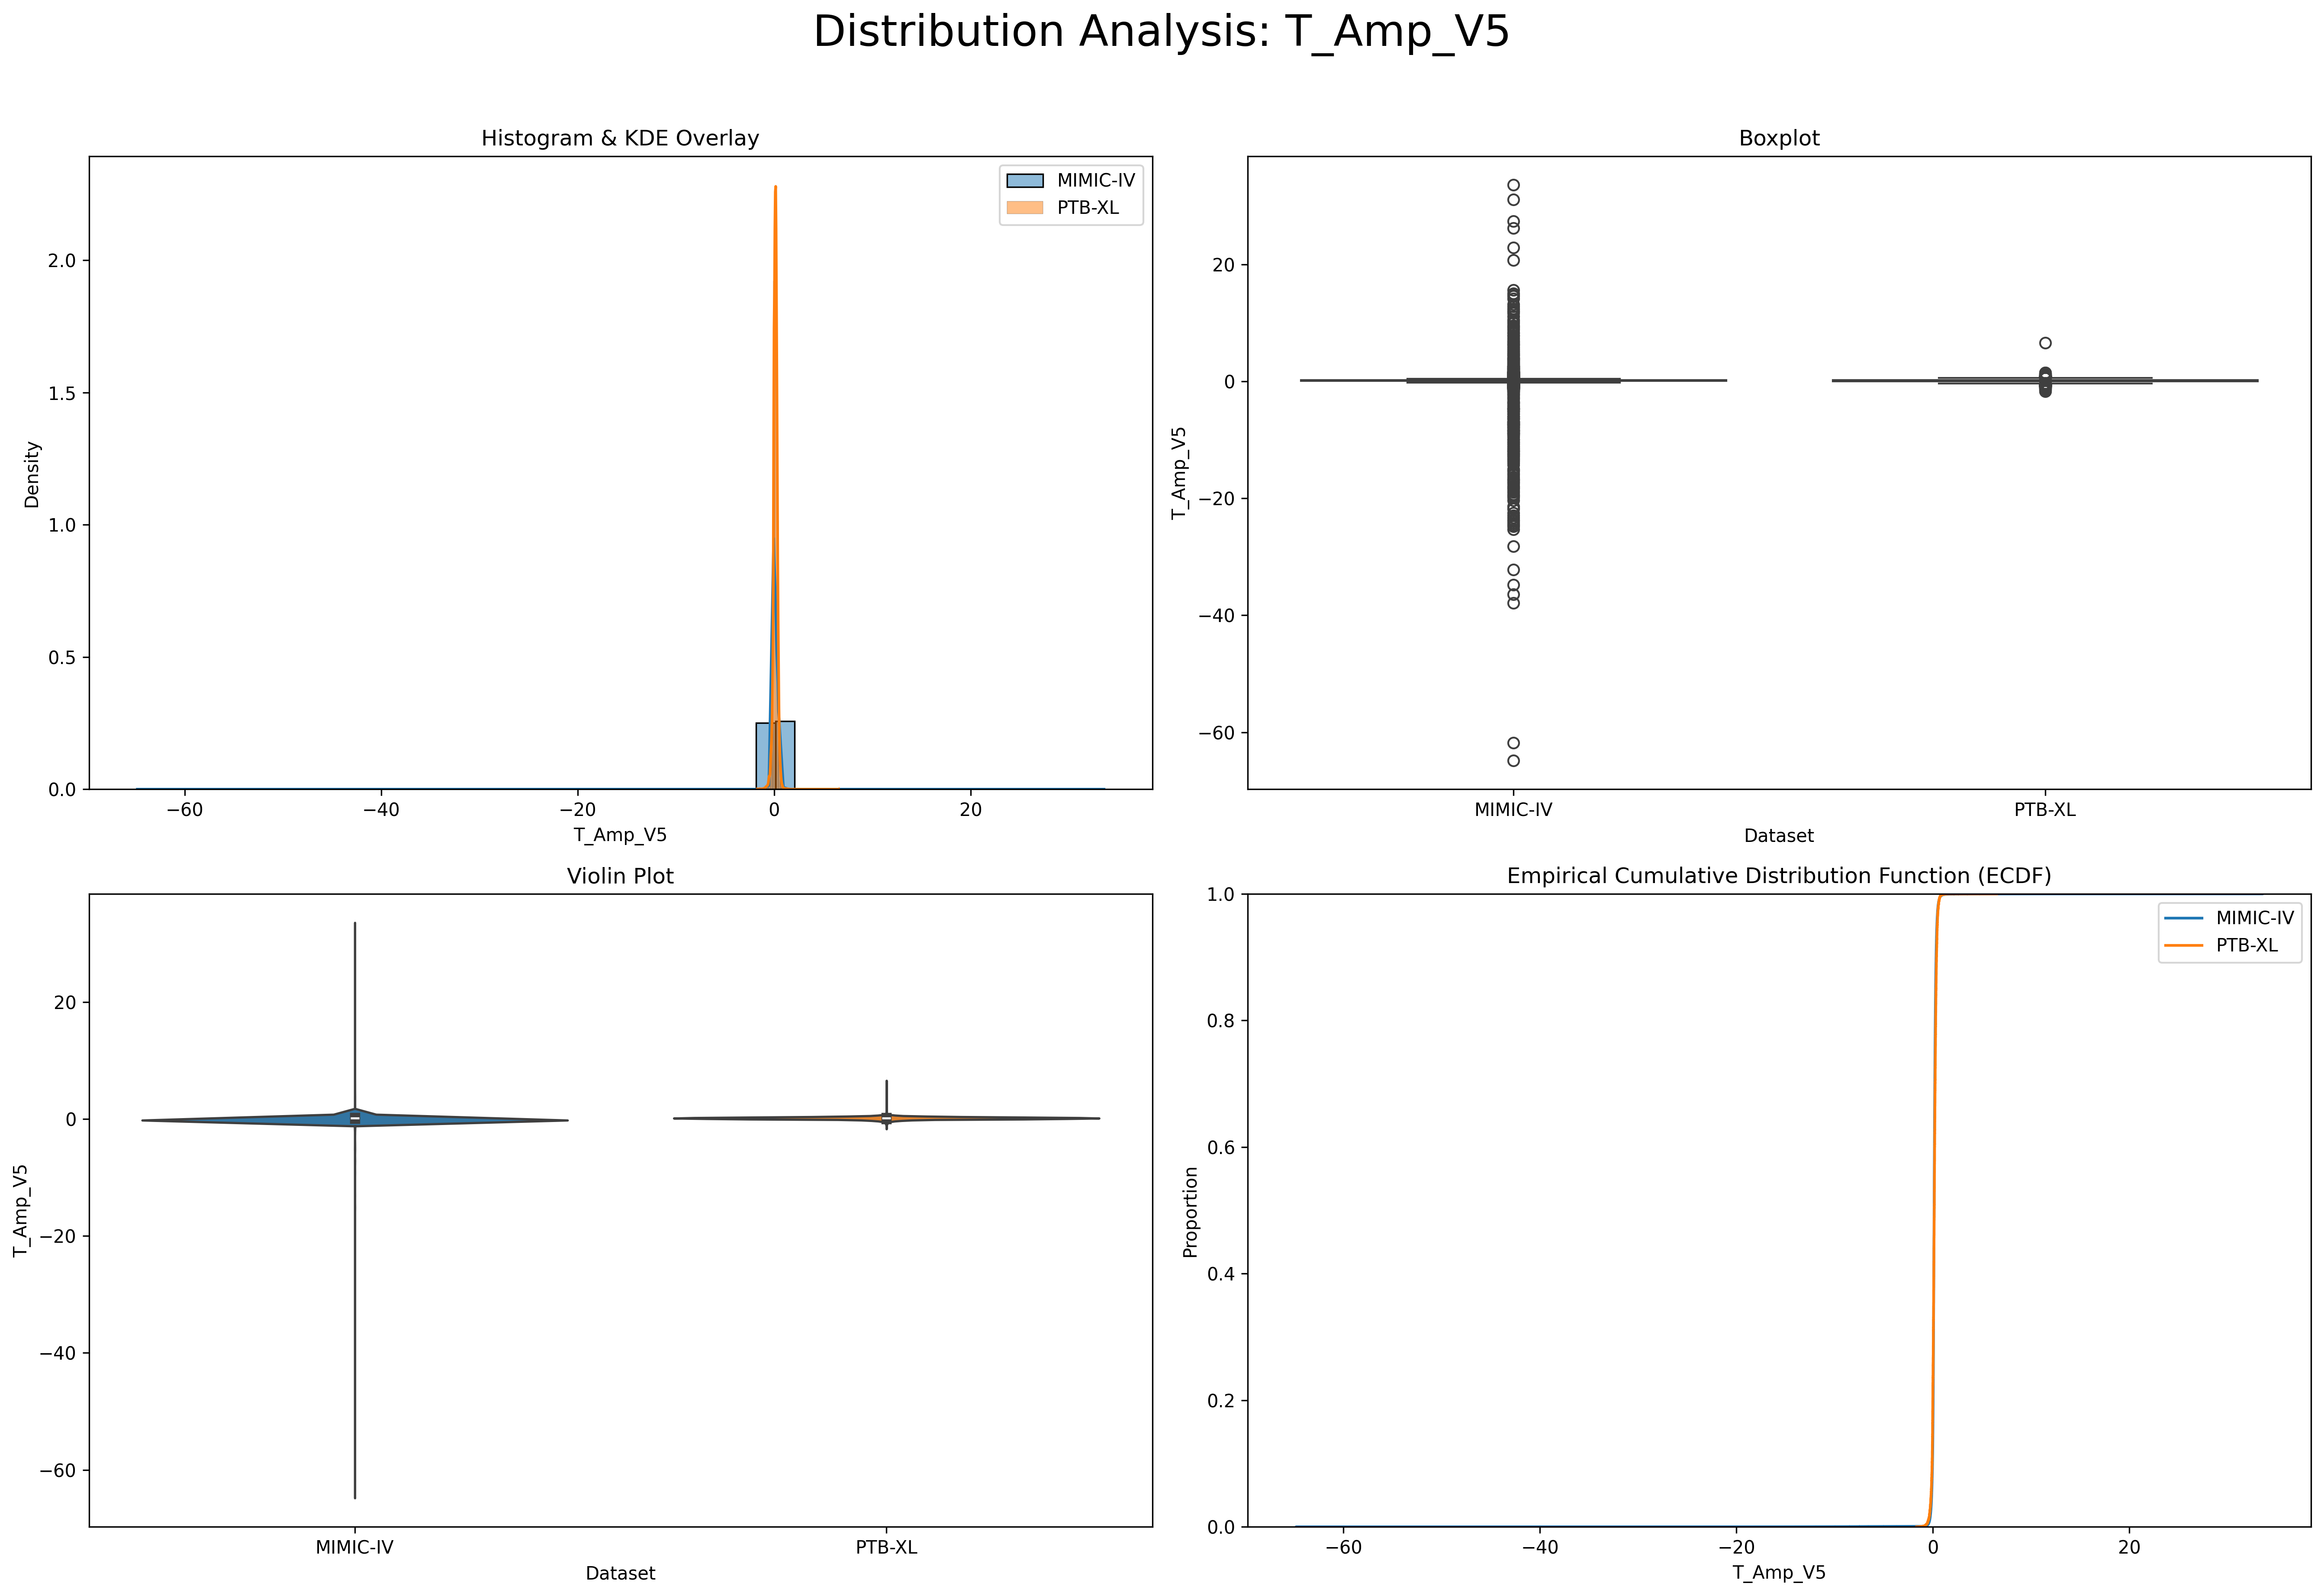 Distribution Analysis: T_Amp_V5
Histogram & KDE Overlay
MIMIC-IV
PTB-XL
2.0
1.5
1.0
0.5
0.0
Density
−60
−40
−20
0
20
T_Amp_V5
Boxplot
20
0
−20
−40
−60
T_Amp_V5
MIMIC-IV
PTB-XL
Dataset
Violin Plot
20
0
−20
−40
−60
T_Amp_V5
MIMIC-IV
PTB-XL
Dataset
Empirical Cumulative Distribution Function (ECDF)
MIMIC-IV
PTB-XL
1.0
0.8
0.6
0.4
0.2
0.0
Proportion
−60
−40
−20
0
20
T_Amp_V5